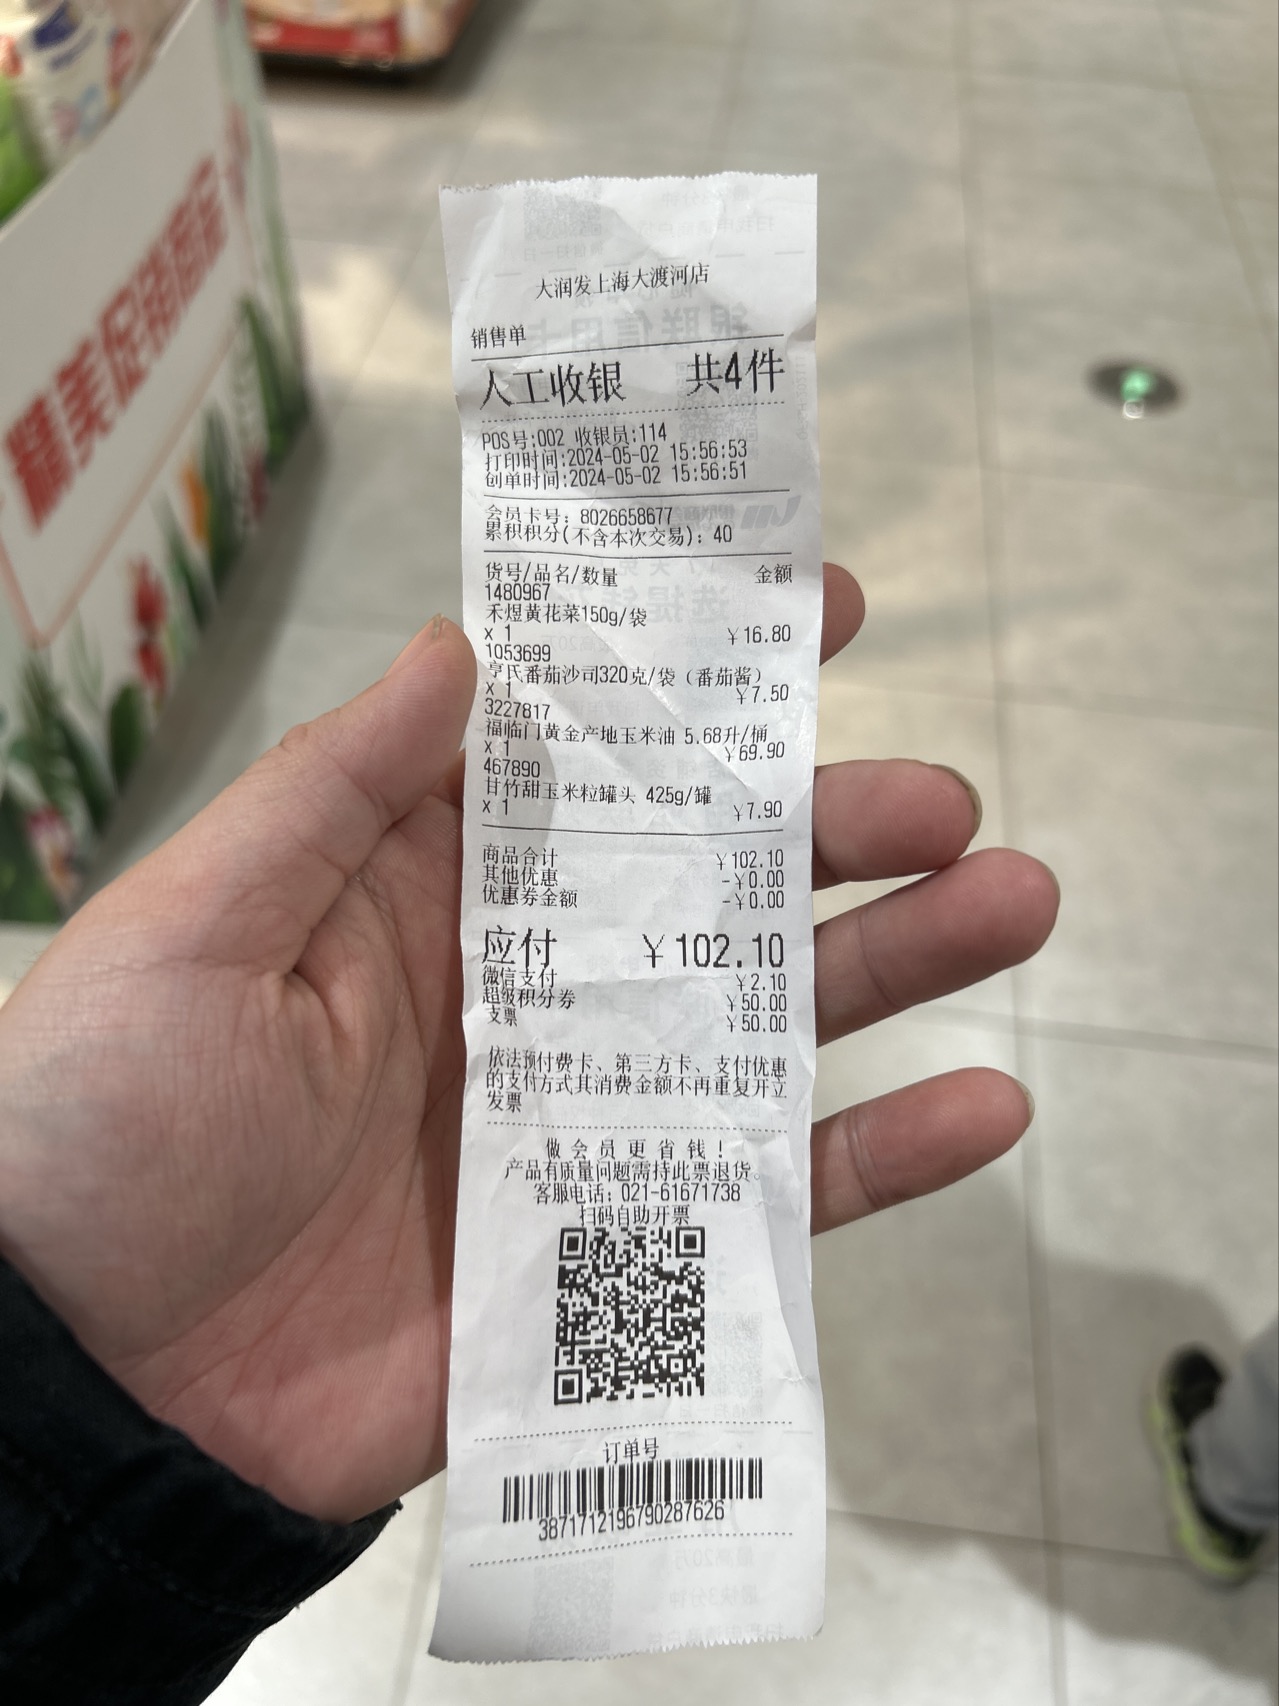 精美促销商品
大润发上海大渡河店
销售单
人工收银 共4件
POS号:002 收银员:114
打印时间:2024-05-02 15:56:53
创单时间:2024-05-02 15:56:51
会员卡号: 8026658677
累积积分(不含本次交易): 40
货号/品名/数量 金额
1480967
禾煜黄花菜150g/袋
x 1 ￥16.80
1053699
亨氏番茄沙司320克/袋（番茄酱）
x 1 ￥7.50
3227817
福临门黄金产地玉米油 5.68升/桶
x 1 ￥69.90
467890
甘竹甜玉米粒罐头 425g/罐
x 1 ￥7.90
商品合计 ￥102.10
其他优惠 -￥0.00
优惠券金额 -￥0.00
应付 ￥102.10
微信支付 ￥2.10
超级积分券 ￥50.00
支票 ￥50.00
依法预付费卡、第三方卡、支付优惠
的支付方式其消费金额不再重复开立
发票
做会员更省钱!
产品有质量问题需持此票退货。
客服电话: 021-61671738
扫码自助开票
订单号
3871712196790287626